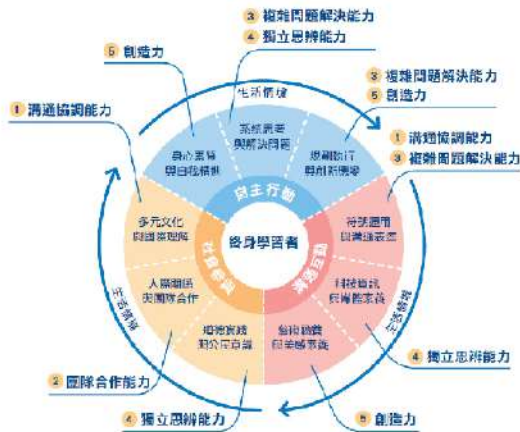 ③ 複雜問題解決能力
④ 獨立思辨能力
⑤ 創造力
③ 複雜問題解決能力
⑤ 創造力
① 溝通協調能力
① 溝通協調能力
③ 複雜問題解決能力
生活情境
系統思考
與解決問題
身心素質
與自我精進
規劃執行
與創新應變
自主行動
多元文化
與國際理解
符號運用
與溝通表達
終身學習者
人際關係
與團隊合作
科技資訊
與媒體素養
生活情境
生活情境
道德實踐
與公民意識
藝術涵養
與美感素養
② 團隊合作能力
④ 獨立思辨能力
④ 獨立思辨能力
⑤ 創造力